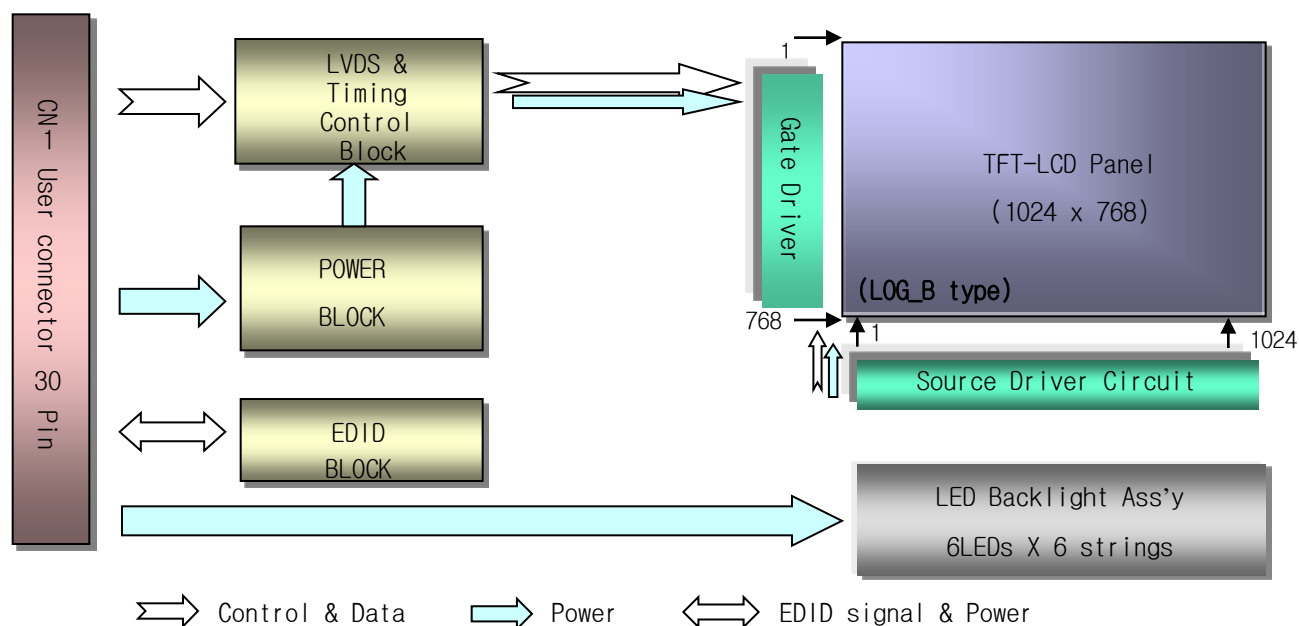 CN-1 User connector 30 Pin
LVDS &
Timing
Control
Block
POWER
BLOCK
EDID
BLOCK
1
Gate Driver
768
TFT-LCD Panel
(1024 x 768)
(LOG_B type)
1
1024
Source Driver Circuit
LED Backlight Ass’y
6LEDs X 6 strings
Control & Data
Power
EDID signal & Power